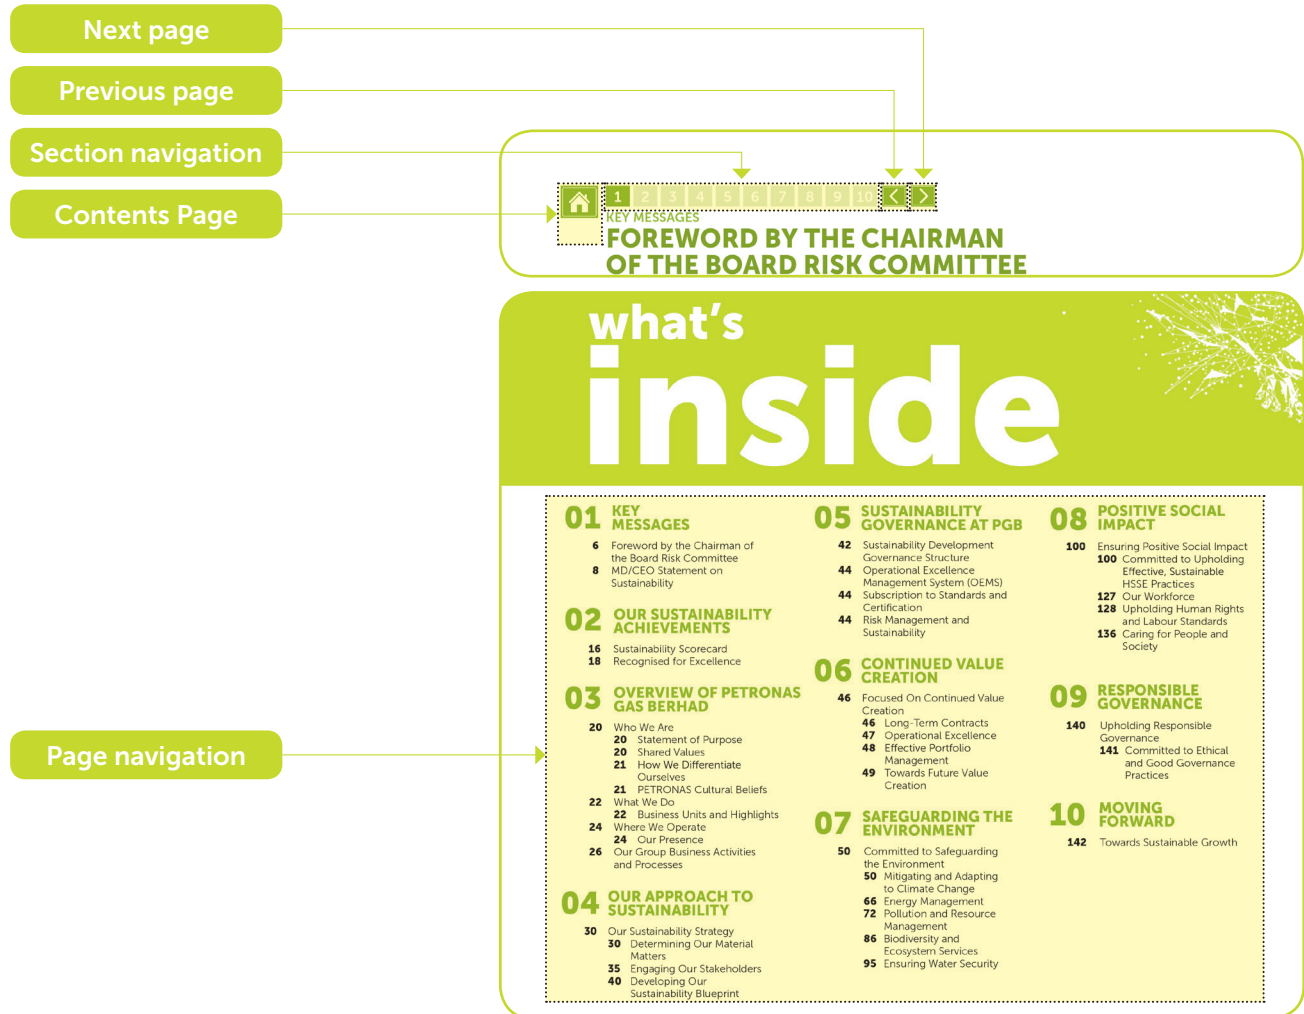 Next page
Previous page
Section navigation
Contents Page
1 2 3 4 5 6 7 8 9 10
KEY MESSAGES
FOREWORD BY THE CHAIRMAN
OF THE BOARD RISK COMMITTEE
what's
inside
Page navigation
01 KEY
MESSAGES
6 Foreword by the Chairman of
the Board Risk Committee
8 MD/CEO Statement on
Sustainability
02 OUR SUSTAINABILITY
ACHIEVEMENTS
16 Sustainability Scorecard
18 Recognised for Excellence
03 OVERVIEW OF PETRONAS
GAS BERHAD
20 Who We Are
20 Statement of Purpose
20 Shared Values
21 How We Differentiate
Ourselves
21 PETRONAS Cultural Beliefs
22 What We Do
22 Business Units and Highlights
24 Where We Operate
24 Our Presence
26 Our Group Business Activities
and Processes
04 OUR APPROACH TO
SUSTAINABILITY
30 Our Sustainability Strategy
30 Determining Our Material
Matters
35 Engaging Our Stakeholders
40 Developing Our
Sustainability Blueprint
05 SUSTAINABILITY
GOVERNANCE AT PGB
42 Sustainability Development
Governance Structure
44 Operational Excellence
Management System (OEMS)
44 Subscription to Standards and
Certification
44 Risk Management and
Sustainability
06 CONTINUED VALUE
CREATION
46 Focused On Continued Value
Creation
46 Long-Term Contracts
47 Operational Excellence
48 Effective Portfolio
Management
49 Towards Future Value
Creation
07 SAFEGUARDING THE
ENVIRONMENT
50 Committed to Safeguarding
the Environment
50 Mitigating and Adapting
to Climate Change
66 Energy Management
72 Pollution and Resource
Management
86 Biodiversity and
Ecosystem Services
95 Ensuring Water Security
08 POSITIVE SOCIAL
IMPACT
100 Ensuring Positive Social Impact
100 Committed to Upholding
Effective, Sustainable
HSSE Practices
127 Our Workforce
128 Upholding Human Rights
and Labour Standards
136 Caring for People and
Society
09 RESPONSIBLE
GOVERNANCE
140 Upholding Responsible
Governance
141 Committed to Ethical
and Good Governance
Practices
10 MOVING
FORWARD
142 Towards Sustainable Growth